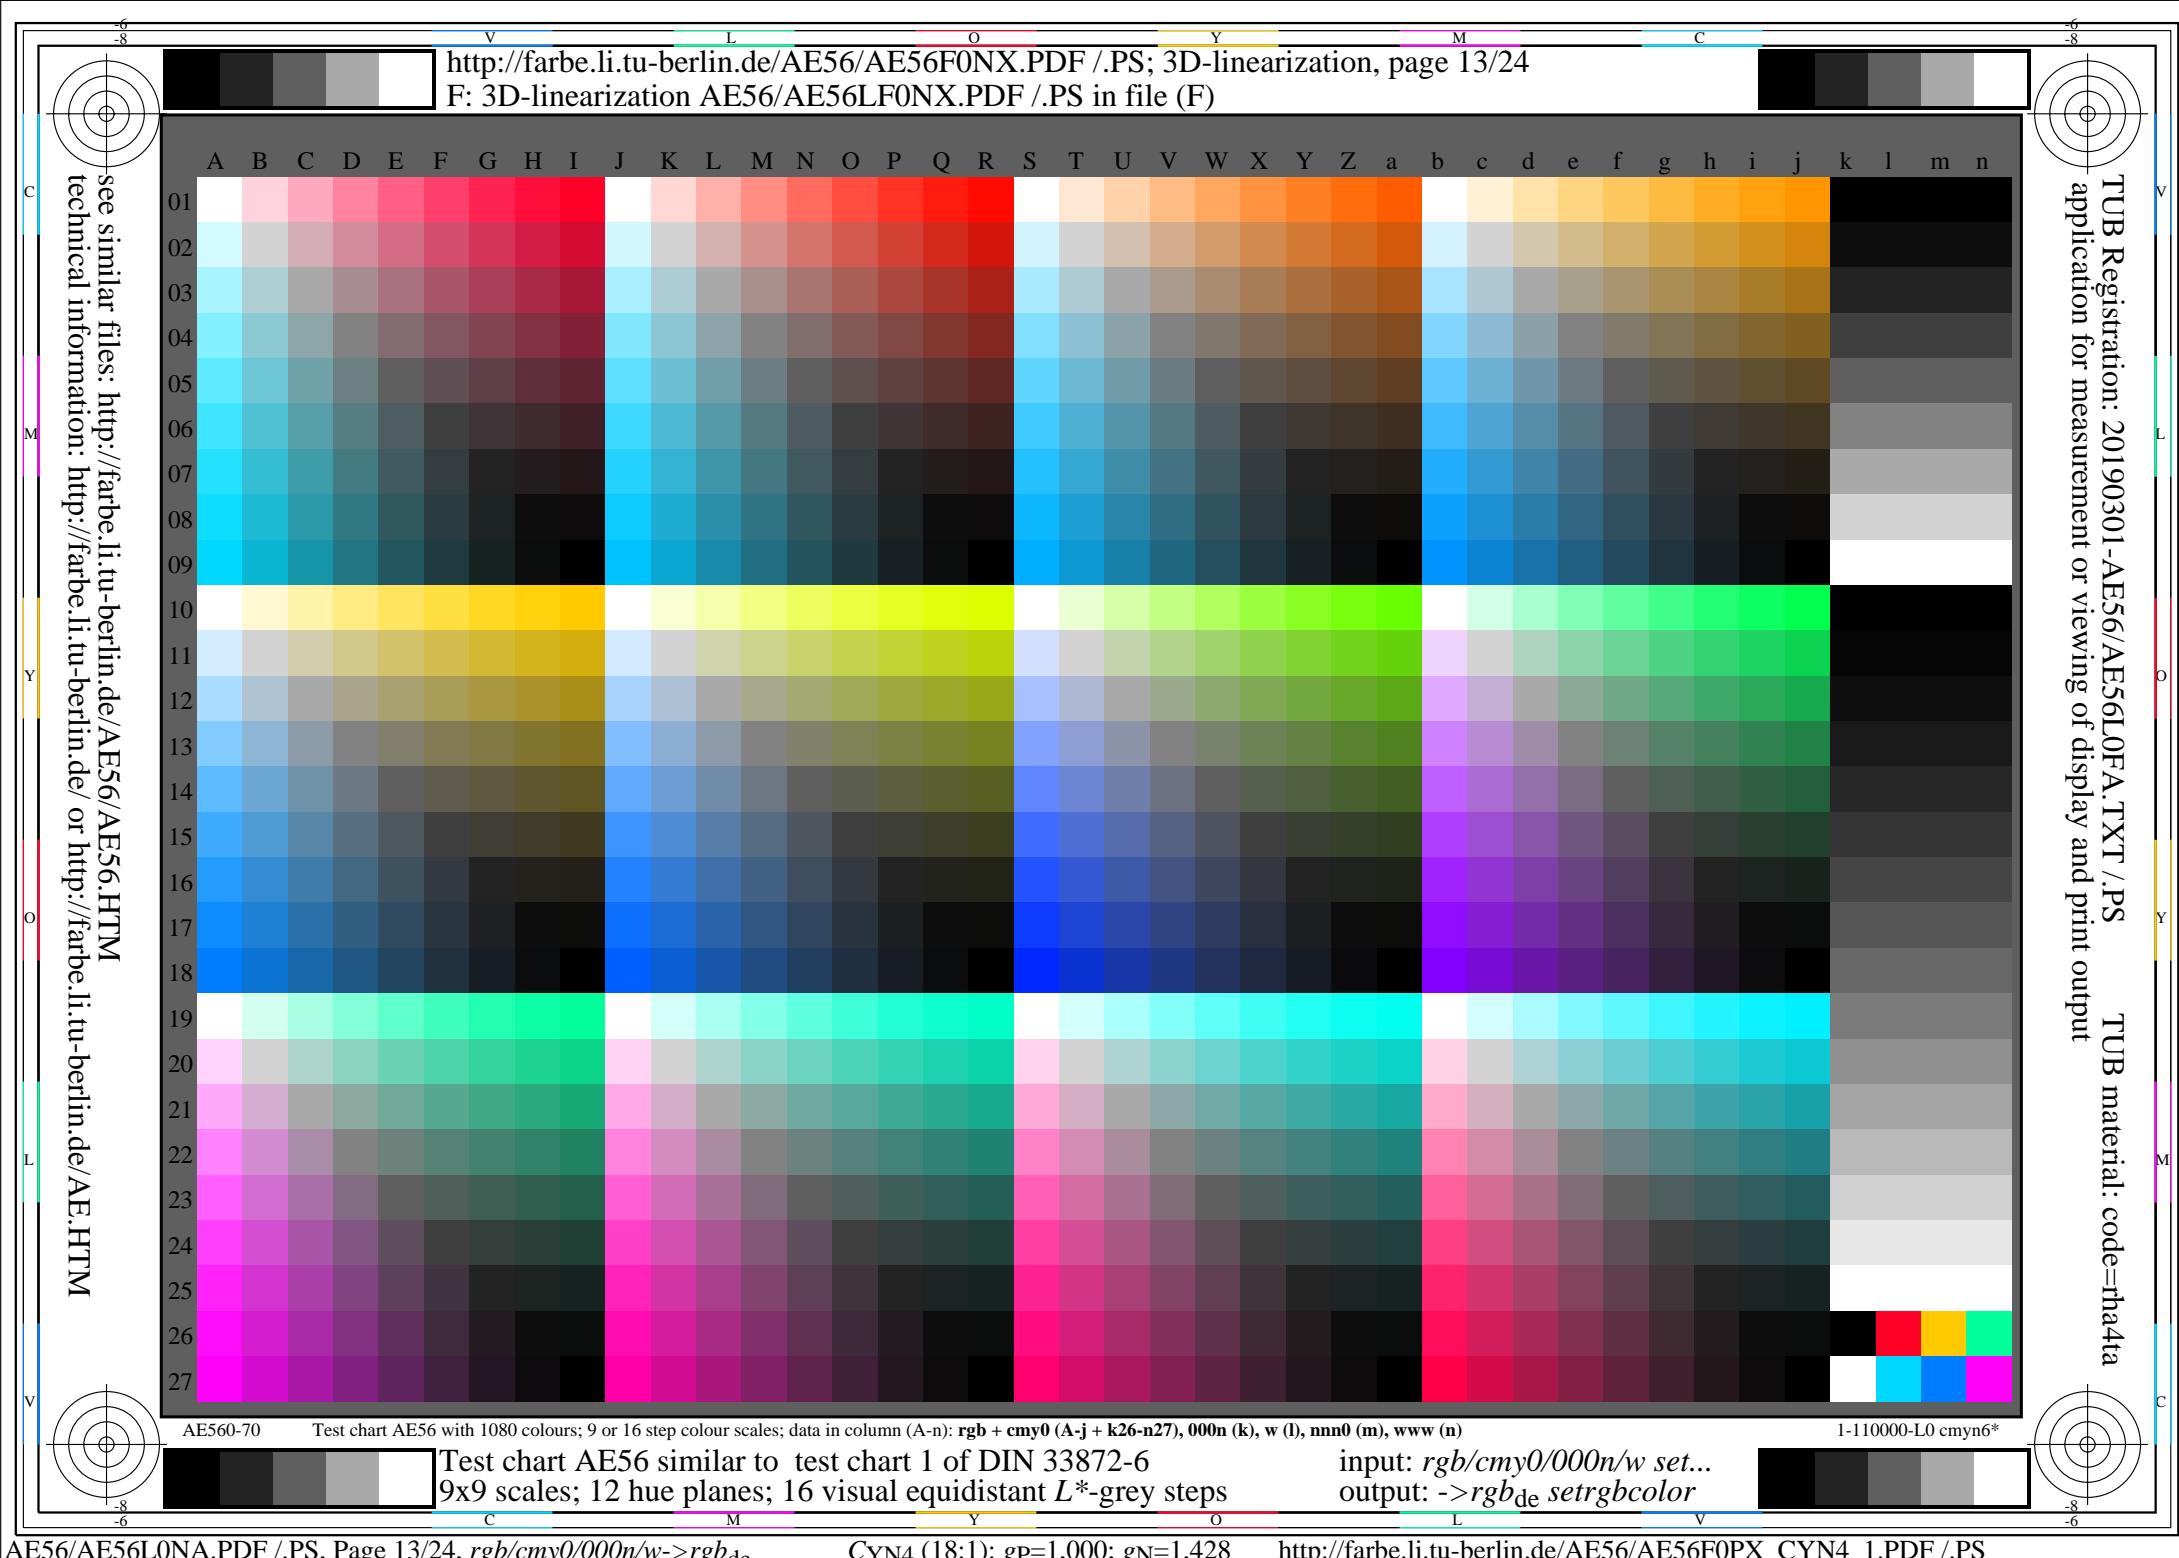 -6
-8
V L O Y M C
-6
-8
http://farbe.li.tu-berlin.de/AE56/AE56F0NX.PDF /.PS; 3D-linearization, page 13/24
F: 3D-linearization AE56/AE56LF0NX.PDF /.PS in file (F)
A B C D E F G H I J K L M N O P Q R S T U V W X Y Z a b c d e f g h i j k l m n
01
02
03
04
05
06
07
08
09
10
11
12
13
14
15
16
17
18
19
20
21
22
23
24
25
26
27
see similar files: http://farbe.li.tu-berlin.de/AE56/AE56.HTM
technical information: http://farbe.li.tu-berlin.de/ or http://farbe.li.tu-berlin.de/AE.HTM
TUB Registration: 20190301-AE56/AE56L0FA.TXT /.PS TUB material: code=rha4ta
application for measurement or viewing of display and print output
C
M
Y
O
L
V
V
L
O
Y
M
C
AE560-70 Test chart AE56 with 1080 colours; 9 or 16 step colour scales; data in column (A-n): rgb + cmy0 (A-j + k26-n27), 000n (k), w (l), nnn0 (m), www (n) 1-110000-L0 cmyn6*
Test chart AE56 similar to test chart 1 of DIN 33872-6 input: rgb/cmy0/000n/w set...
9x9 scales; 12 hue planes; 16 visual equidistant L*-grey steps output: ->rgbde setrgbcolor
-8
-6
C M Y O L V
-8
-6
AE56/AE56L0NA.PDF /.PS, Page 13/24, rgb/cmy0/000n/w->rgbde CYN4 (18:1): gP=1,000; gN=1,428 http://farbe.li.tu-berlin.de/AE56/AE56F0PX_CYN4_1.PDF /.PS